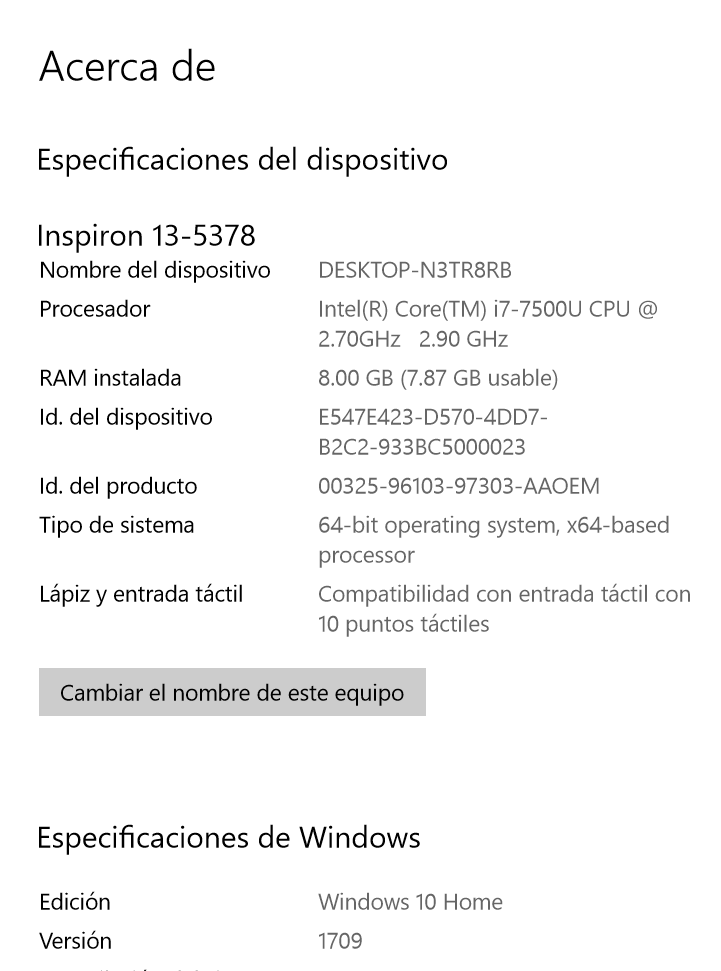 Acerca de
Especificaciones del dispositivo
Inspiron 13-5378
Nombre del dispositivo DESKTOP-N3TR8RB
Procesador Intel(R) Core(TM) i7-7500U CPU @
2.70GHz 2.90 GHz
RAM instalada 8.00 GB (7.87 GB usable)
Id. del dispositivo E547E423-D570-4DD7-
B2C2-933BC5000023
Id. del producto 00325-96103-97303-AAOEM
Tipo de sistema 64-bit operating system, x64-based
processor
Lápiz y entrada táctil Compatibilidad con entrada táctil con
10 puntos táctiles
Cambiar el nombre de este equipo
Especificaciones de Windows
Edición Windows 10 Home
Versión 1709